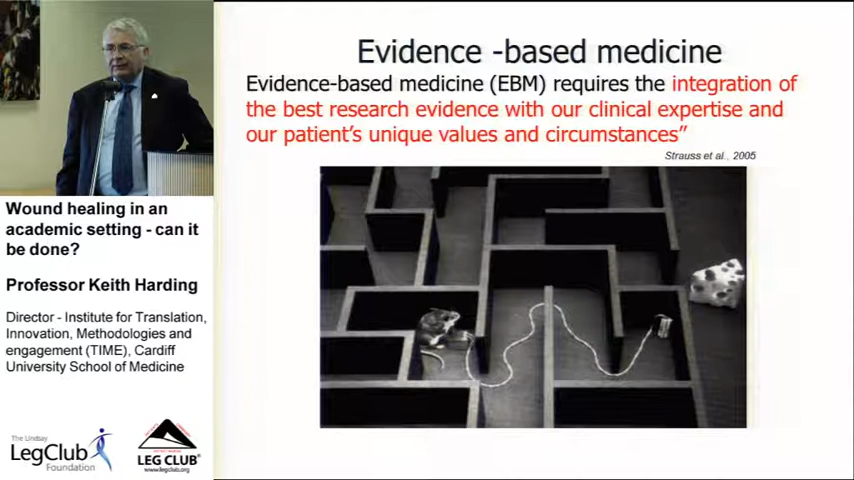 Evidence -based medicine
Evidence-based medicine (EBM) requires the integration of
the best research evidence with our clinical expertise and
our patient's unique values and circumstances"
Strauss et al., 2005
Wound healing in an
academic setting - can it
be done?
Professor Keith Harding
Director - Institute for Translation,
Innovation, Methodologies and
engagement (TIME), Cardiff
University School of Medicine
The Lindsay
LegClub
Foundation
LEG CLUB®
www.legclub.org